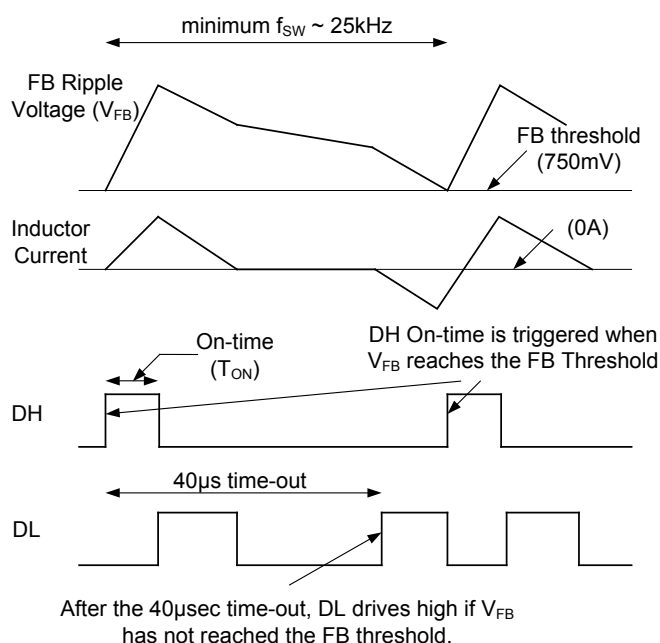 minimum fSW ~ 25kHz
FB Ripple
Voltage (VFB)
FB threshold
(750mV)
Inductor
Current
(0A)
On-time
(TON)
DH On-time is triggered when
VFB reaches the FB Threshold
DH
40µs time-out
DL
After the 40µsec time-out, DL drives high if VFB
has not reached the FB threshold.